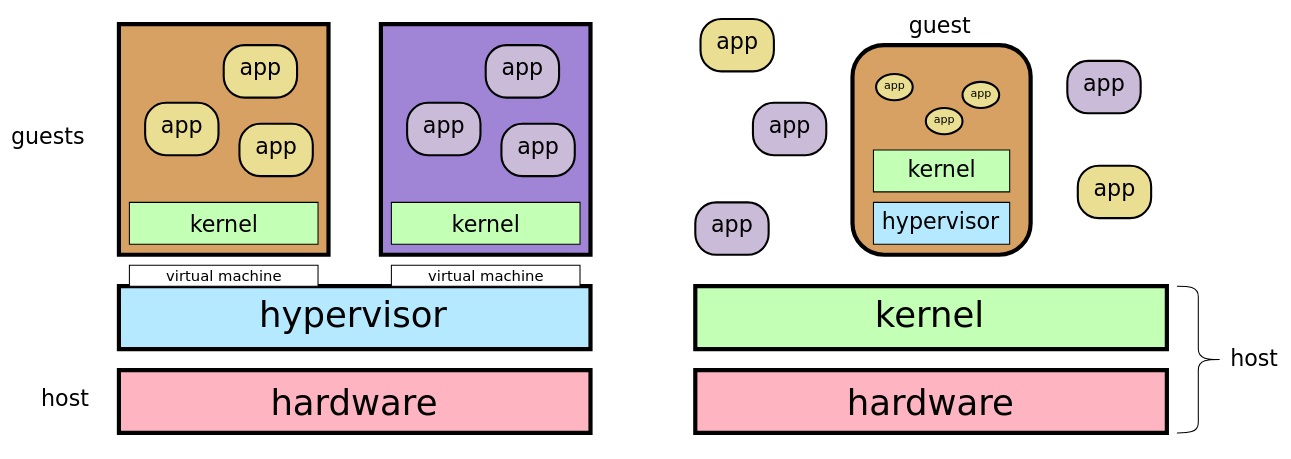 app
app
app
guests
kernel
virtual machine
app
app
app
kernel
virtual machine
hypervisor
host
hardware
guest
app
app
app
app
app
app
kernel
hypervisor
app
app
kernel
hardware
host